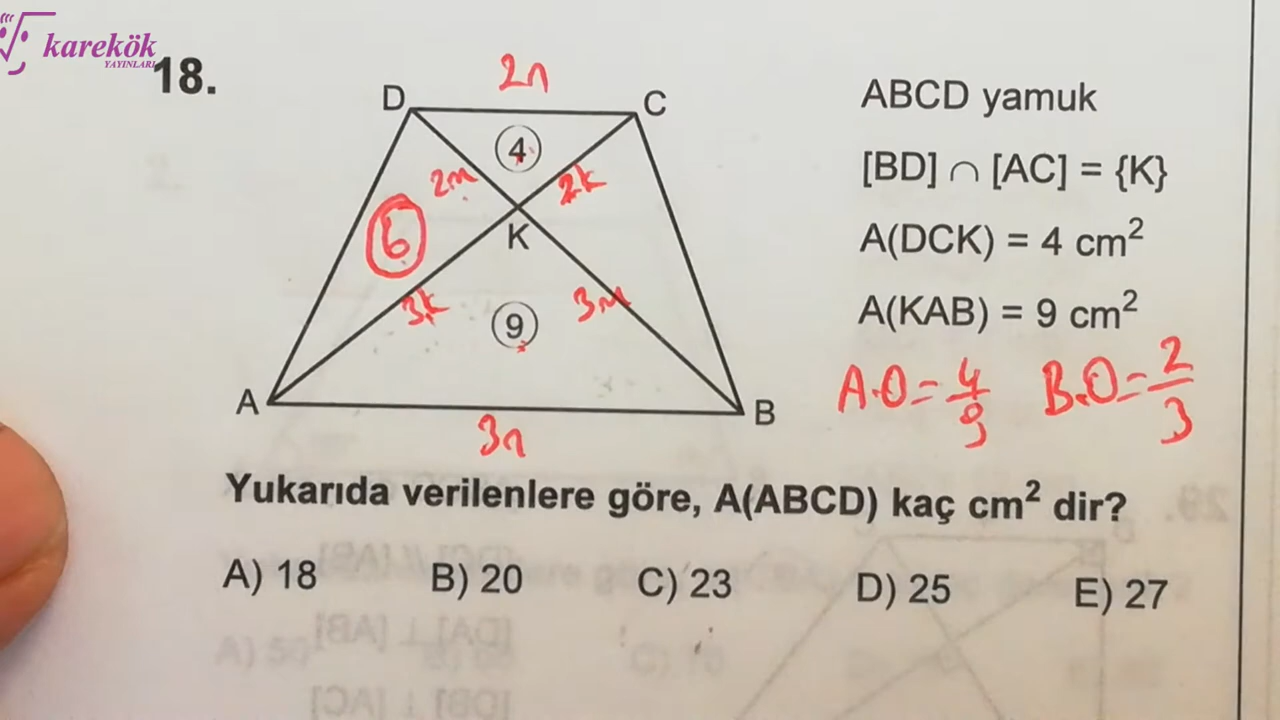 karekök
YAYINLARI
18.
2n
D
C
4
2m
2k
6
K
3k
3m
9
A
B
3n
ABCD yamuk
[BD] ∩ [AC] = {K}
A(DCK) = 4 cm²
A(KAB) = 9 cm²
A.O = 4/9 B.O = 2/3
Yukarıda verilenlere göre, A(ABCD) kaç cm² dir?
A) 18 B) 20 C) 23 D) 25 E) 27